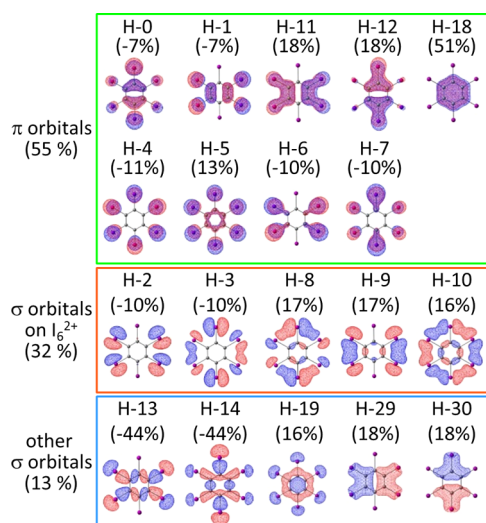 H-0 H-1 H-11 H-12 H-18
(-7%) (-7%) (18%) (18%) (51%)
π orbitals
(55 %)
H-4 H-5 H-6 H-7
(-11%) (13%) (-10%) (-10%)
H-2 H-3 H-8 H-9 H-10
(-10%) (-10%) (17%) (17%) (16%)
σ orbitals
on I₆²⁺
(32 %)
H-13 H-14 H-19 H-29 H-30
(-44%) (-44%) (16%) (18%) (18%)
other
σ orbitals
(13 %)